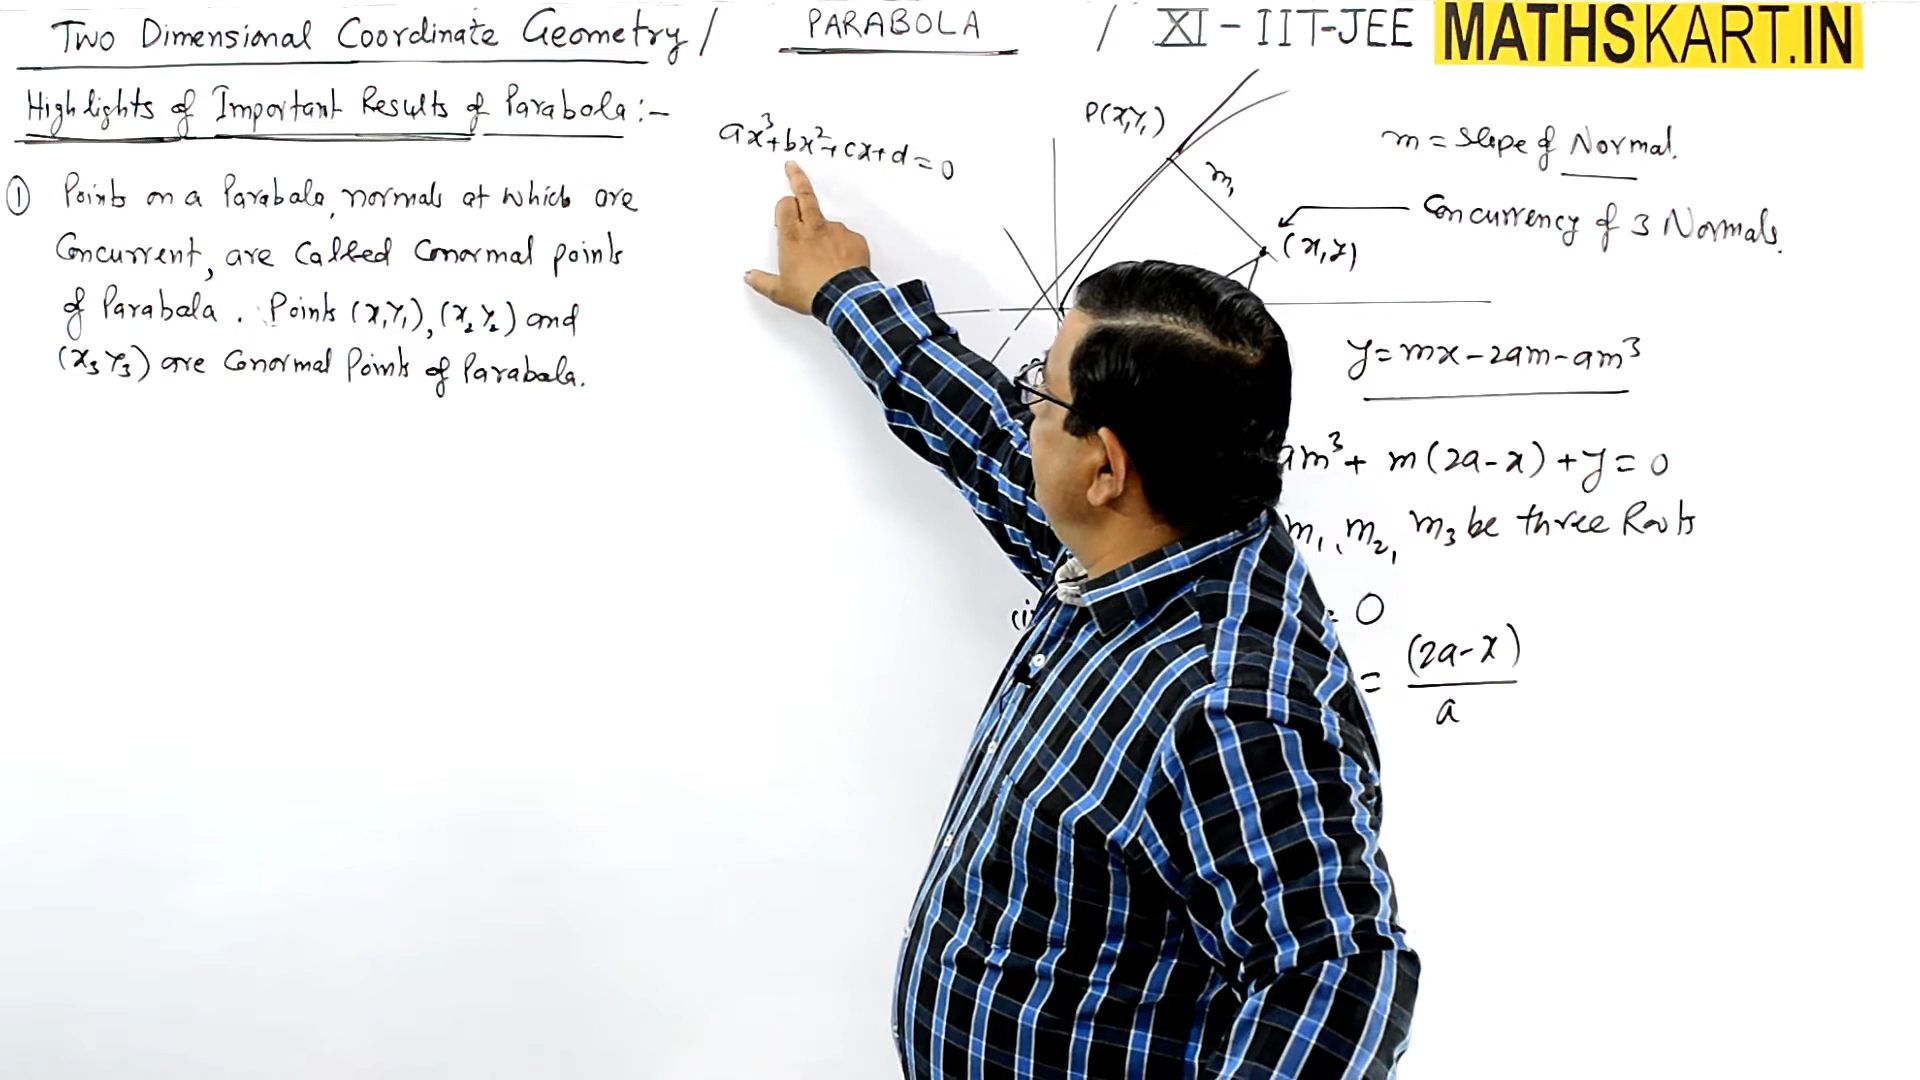 Two Dimensional Coordinate Geometry / PARABOLA / XI - IIT-JEE MATHSKART.IN
Highlights of Important Results of Parabola :-
① Points on a Parabola, normals at which are
Concurrent, are Called Conormal points
of Parabola. Points (x₁y₁), (x₂y₂) and
(x₃y₃) are Conormal Points of Parabola.
ax³+bx²+cx+d=0
P(x₁y₁)
m₁
(x,y)
m = slope of Normal.
Concurrency of 3 Normals.
y=mx-2am-am³
am³+ m(2a-x)+y=0
m₁, m₂, m₃ be three Roots
= 0
= (2a-x)
a